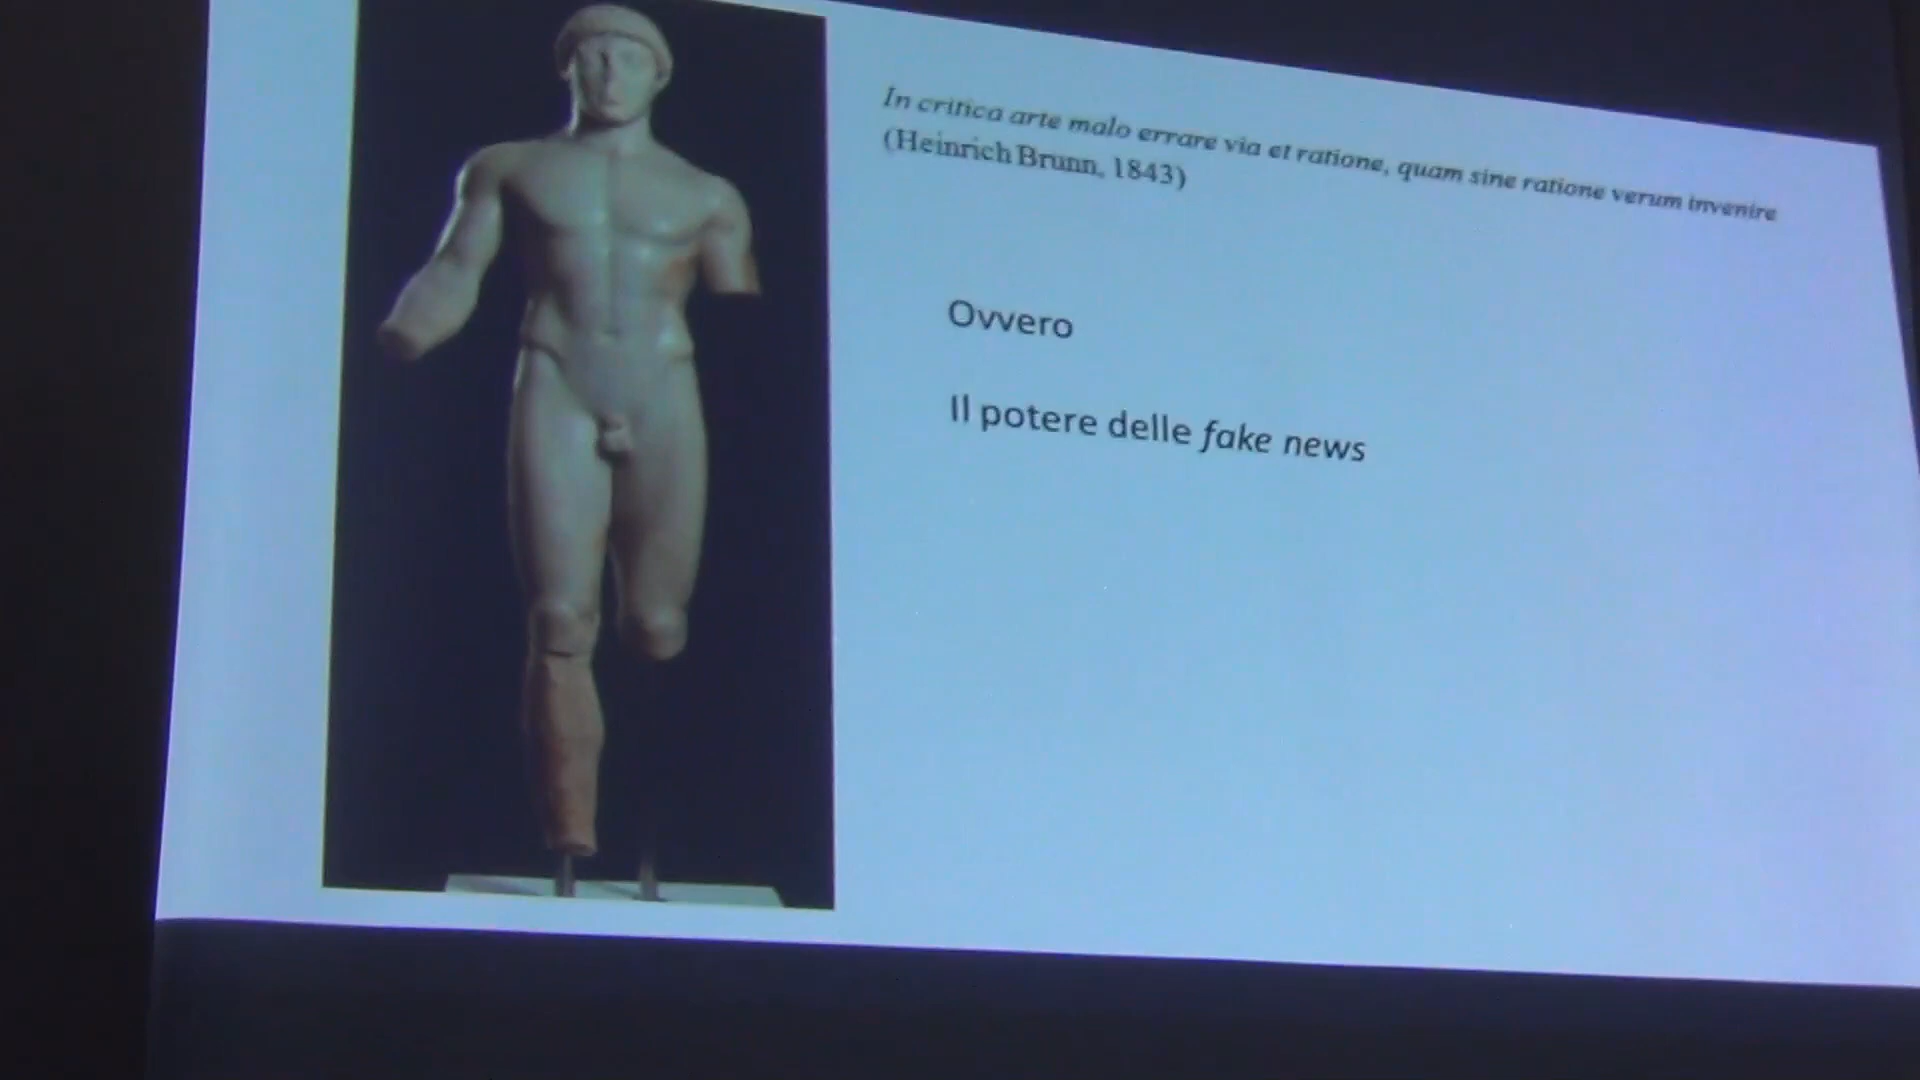 In critica arte malo errare via et ratione, quam sine ratione verum invenire
(Heinrich Brunn, 1843)
Ovvero
Il potere delle fake news